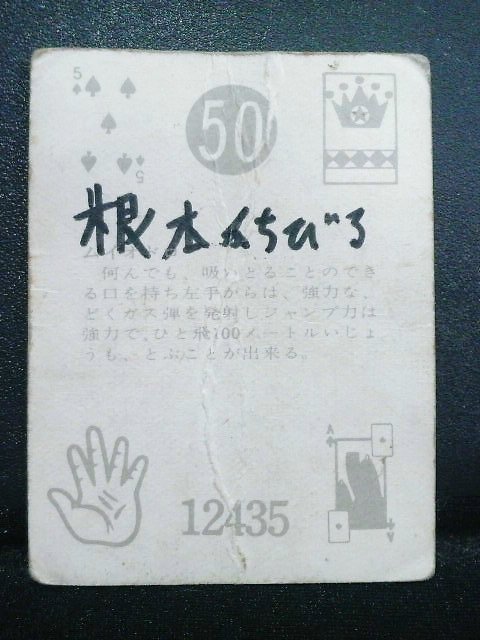 5
50
5
根本かちひ゛ろ
何んでも、吸いとることのでき
る口を持ち左手からは、強力な、
どくガス弾を発射しジャンプ力は
強力で、ひと飛100メートルいじょ
うも、とぶことが出来る。
A
12435
A